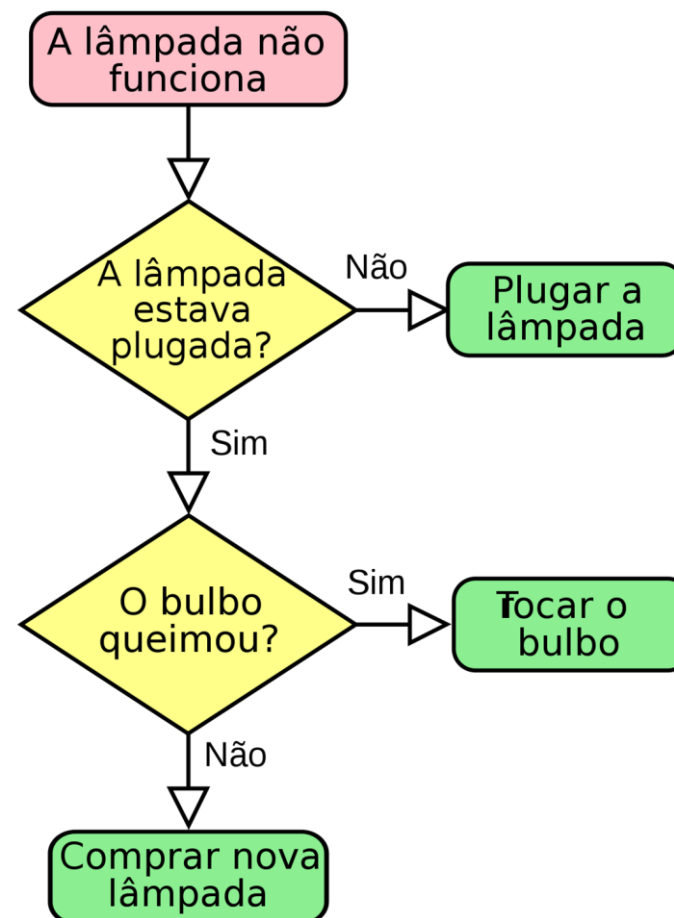 A lâmpada não
funciona
A lâmpada
estava
plugada?
Não
Plugar a
lâmpada
Sim
O bulbo
queimou?
Sim
Trocar o
bulbo
Não
Comprar nova
lâmpada